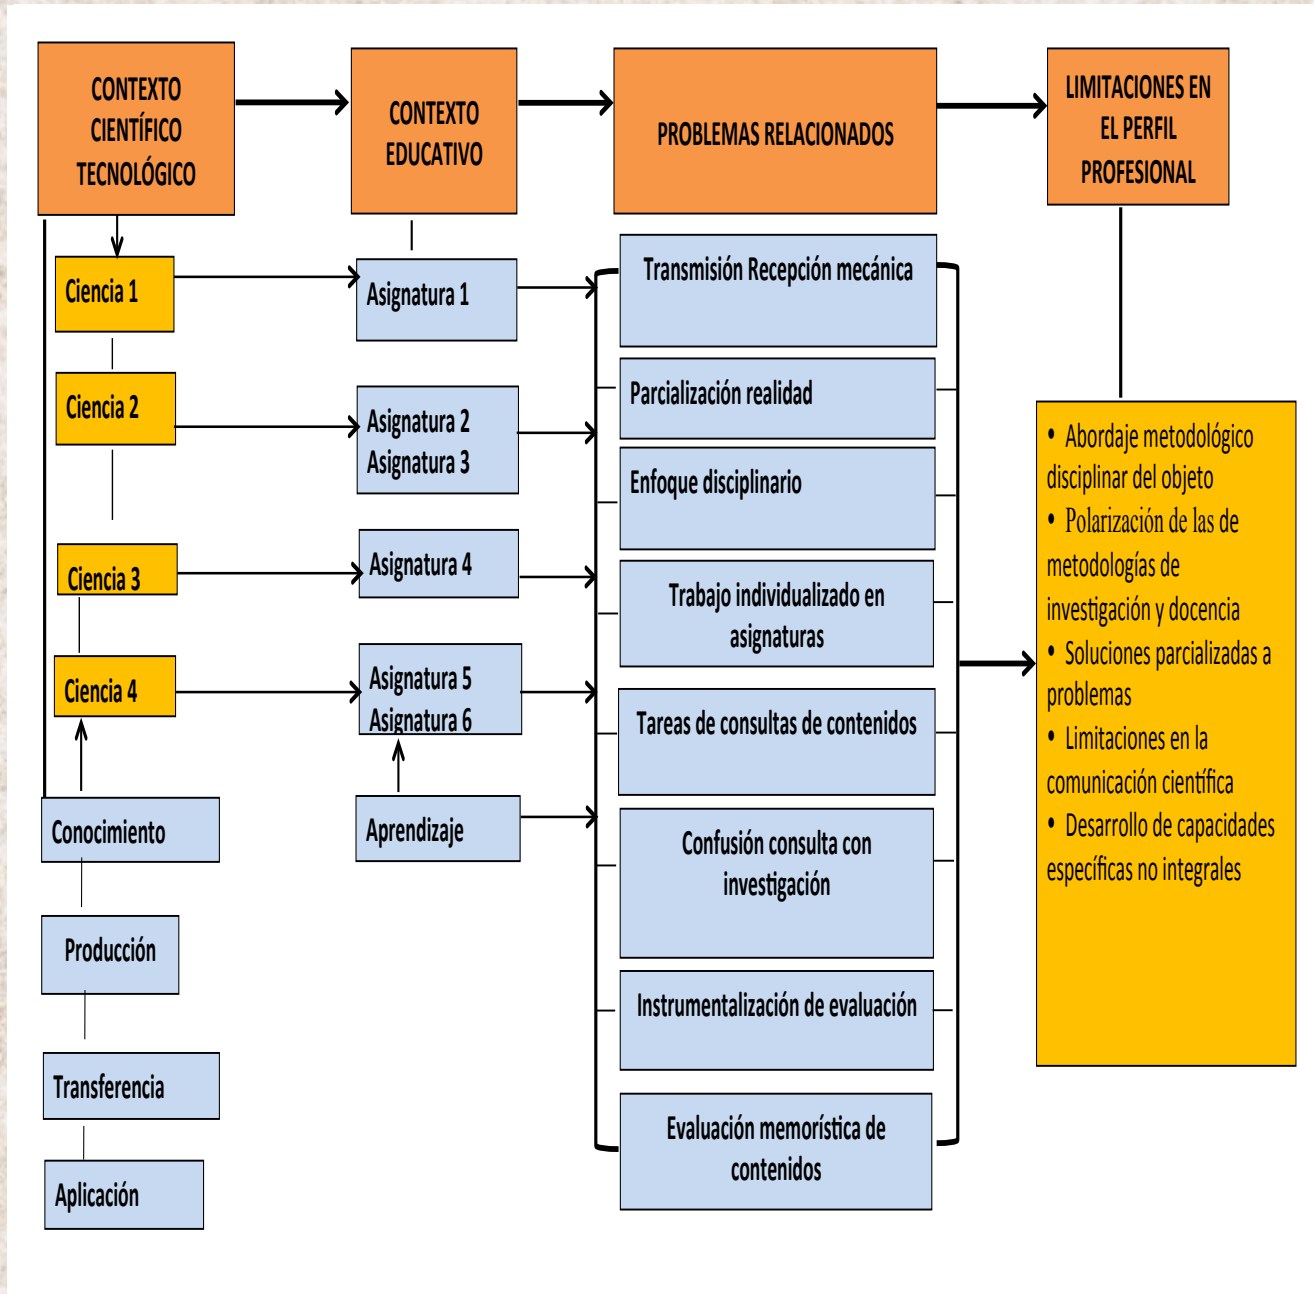 CONTEXTO
CIENTÍFICO
TECNOLÓGICO
CONTEXTO
EDUCATIVO
PROBLEMAS RELACIONADOS
LIMITACIONES EN
EL PERFIL
PROFESIONAL
Ciencia 1
Ciencia 2
Ciencia 3
Ciencia 4
Conocimiento
Producción
Transferencia
Aplicación
Asignatura 1
Asignatura 2
Asignatura 3
Asignatura 4
Asignatura 5
Asignatura 6
Aprendizaje
Transmisión Recepción mecánica
Parcialización realidad
Enfoque disciplinario
Trabajo individualizado en
asignaturas
Tareas de consultas de contenidos
Confusión consulta con
investigación
Instrumentalización de evaluación
Evaluación memorística de
contenidos
• Abordaje metodológico
disciplinar del objeto
• Polarización de las de
metodologías de
investigación y docencia
• Soluciones parcializadas a
problemas
• Limitaciones en la
comunicación científica
• Desarrollo de capacidades
específicas no integrales